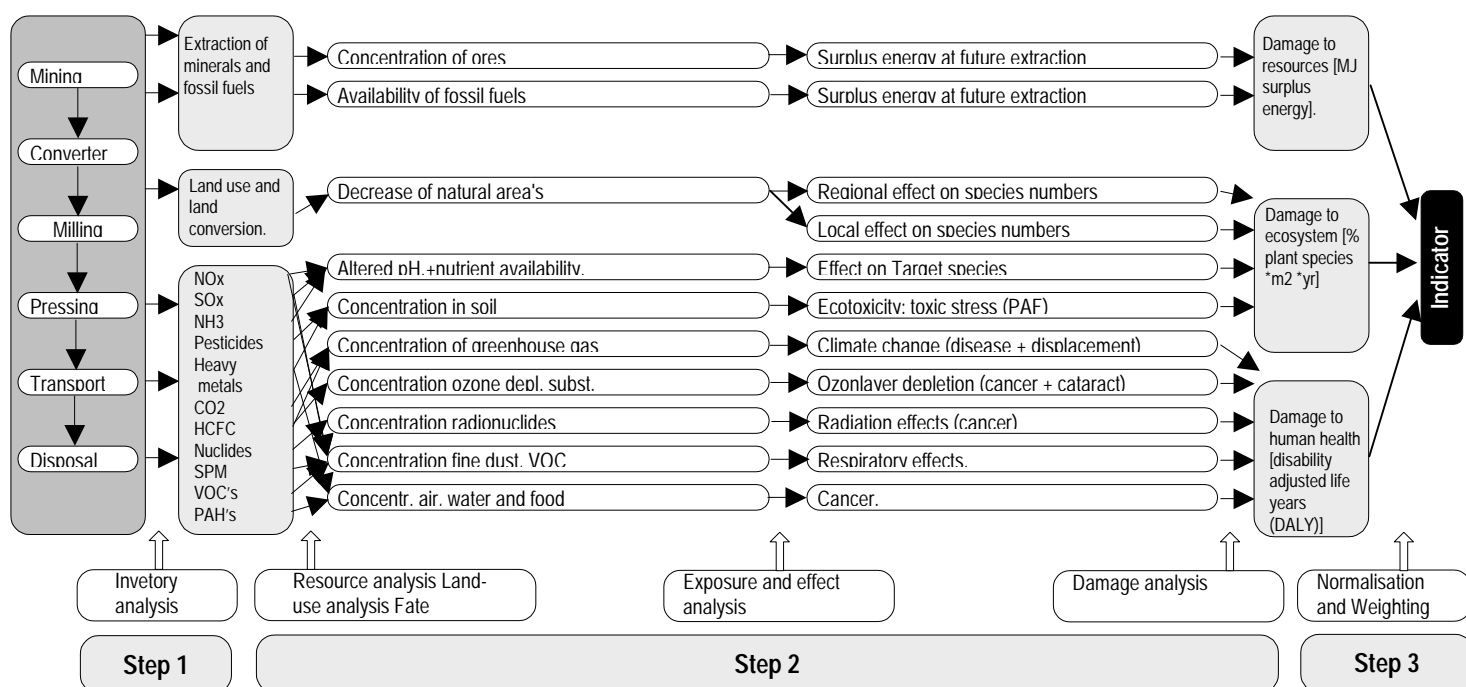 Mining
Converter
Milling
Pressing
Transport
Disposal
Extraction of
minerals and
fossil fuels
Land use and
land
conversion.
NOx
SOx
NH3
Pesticides
Heavy
metals
CO2
HCFC
Nuclides
SPM
VOC's
PAH's
Concentration of ores
Availability of fossil fuels
Decrease of natural area's
Altered pH.+nutrient availability.
Concentration in soil
Concentration of greenhouse gas
Concentration ozone depl. subst.
Concentration radionuclides
Concentration fine dust. VOC
Concentr. air. water and food
Surplus energy at future extraction
Surplus energy at future extraction
Regional effect on species numbers
Local effect on species numbers
Effect on Target species
Ecotoxicity: toxic stress (PAF)
Climate change (disease + displacement)
Ozonlayer depletion (cancer + cataract)
Radiation effects (cancer)
Respiratory effects.
Cancer.
Damage to
resources [MJ
surplus
energy].
Damage to
ecosystem [%
plant species
*m2 *yr]
Damage to
human health
[disability
adjusted life
years
(DALY)]
Indicator
Invetory
analysis
Resource analysis Land-
use analysis Fate
Exposure and effect
analysis
Damage analysis
Normalisation
and Weighting
Step 1
Step 2
Step 3